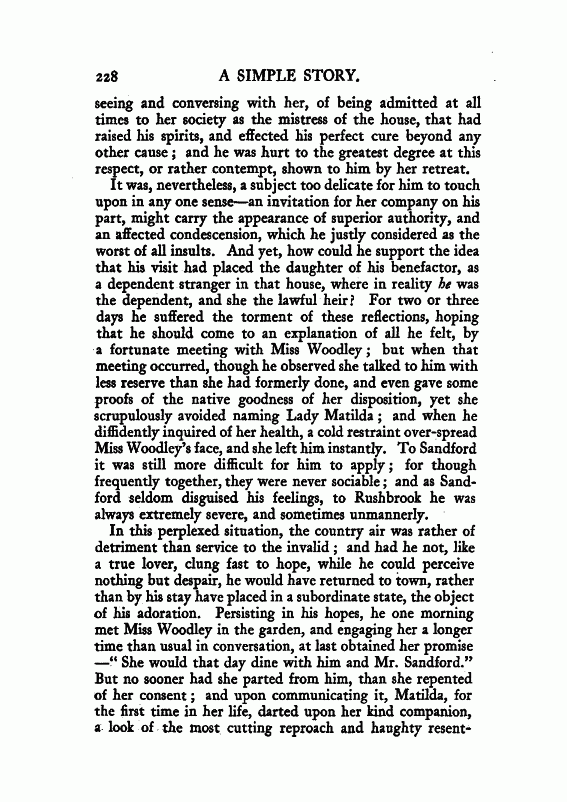 228 A SIMPLE STORY.
seeing and conversing with her, of being admitted at all
times to her society as the mistress of the house, that had
raised his spirits, and effected his perfect cure beyond any
other cause ; and he was hurt to the greatest degree at this
respect, or rather contempt, shown to him by her retreat.
It was, nevertheless, a subject too delicate for him to touch
upon in any one sense—an invitation for her company on his
part, might carry the appearance of superior authority, and
an affected condescension, which he justly considered as the
worst of all insults. And yet, how could he support the idea
that his visit had placed the daughter of his benefactor, as
a dependent stranger in that house, where in reality he was
the dependent, and she the lawful heir? For two or three
days he suffered the torment of these reflections, hoping
that he should come to an explanation of all he felt, by
a fortunate meeting with Miss Woodley ; but when that
meeting occurred, though he observed she talked to him with
less reserve than she had formerly done, and even gave some
proofs of the native goodness of her disposition, yet she
scrupulously avoided naming Lady Matilda ; and when he
diffidently inquired of her health, a cold restraint over-spread
Miss Woodley's face, and she left him instantly. To Sandford
it was still more difficult for him to apply ; for though
frequently together, they were never sociable ; and as Sand-
ford seldom disguised his feelings, to Rushbrook he was
always extremely severe, and sometimes unmannerly.
In this perplexed situation, the country air was rather of
detriment than service to the invalid ; and had he not, like
a true lover, clung fast to hope, while he could perceive
nothing but despair, he would have returned to town, rather
than by his stay have placed in a subordinate state, the object
of his adoration. Persisting in his hopes, he one morning
met Miss Woodley in the garden, and engaging her a longer
time than usual in conversation, at last obtained her promise
—“ She would that day dine with him and Mr. Sandford.”
But no sooner had she parted from him, than she repented
of her consent ; and upon communicating it, Matilda, for
the first time in her life, darted upon her kind companion,
a look of the most cutting reproach and haughty resent-